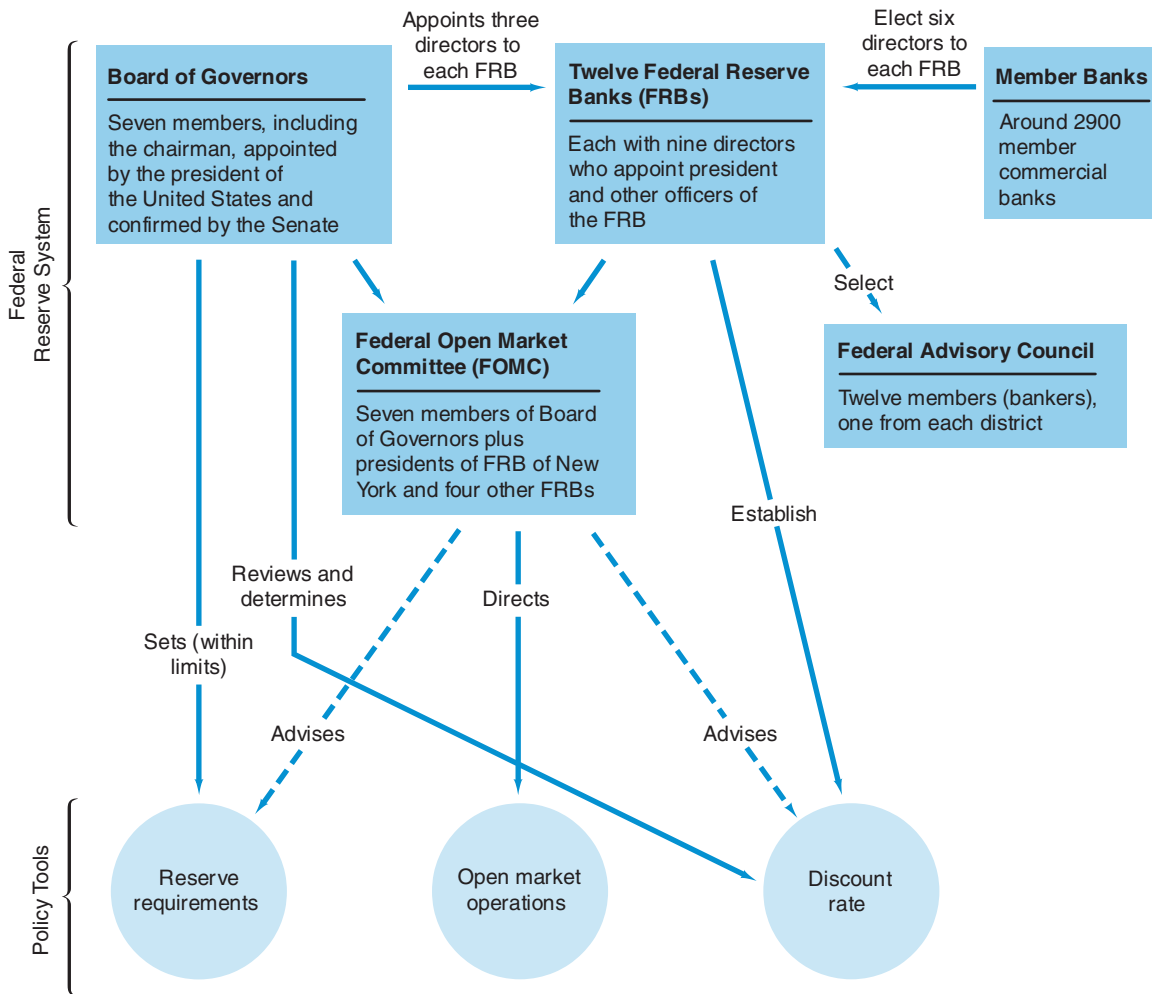 Appoints three
directors to
each FRB
Elect six
directors to
each FRB
Board of Governors
Seven members, including
the chairman, appointed
by the president of
the United States and
confirmed by the Senate
Twelve Federal Reserve
Banks (FRBs)
Each with nine directors
who appoint president
and other officers of
the FRB
Member Banks
Around 2900
member
commercial
banks
Federal
Reserve System
Select
Federal Open Market
Committee (FOMC)
Seven members of Board
of Governors plus
presidents of FRB of New
York and four other FRBs
Federal Advisory Council
Twelve members (bankers),
one from each district
Establish
Reviews and
determines
Directs
Sets (within
limits)
Advises
Advises
Policy Tools
Reserve
requirements
Open market
operations
Discount
rate